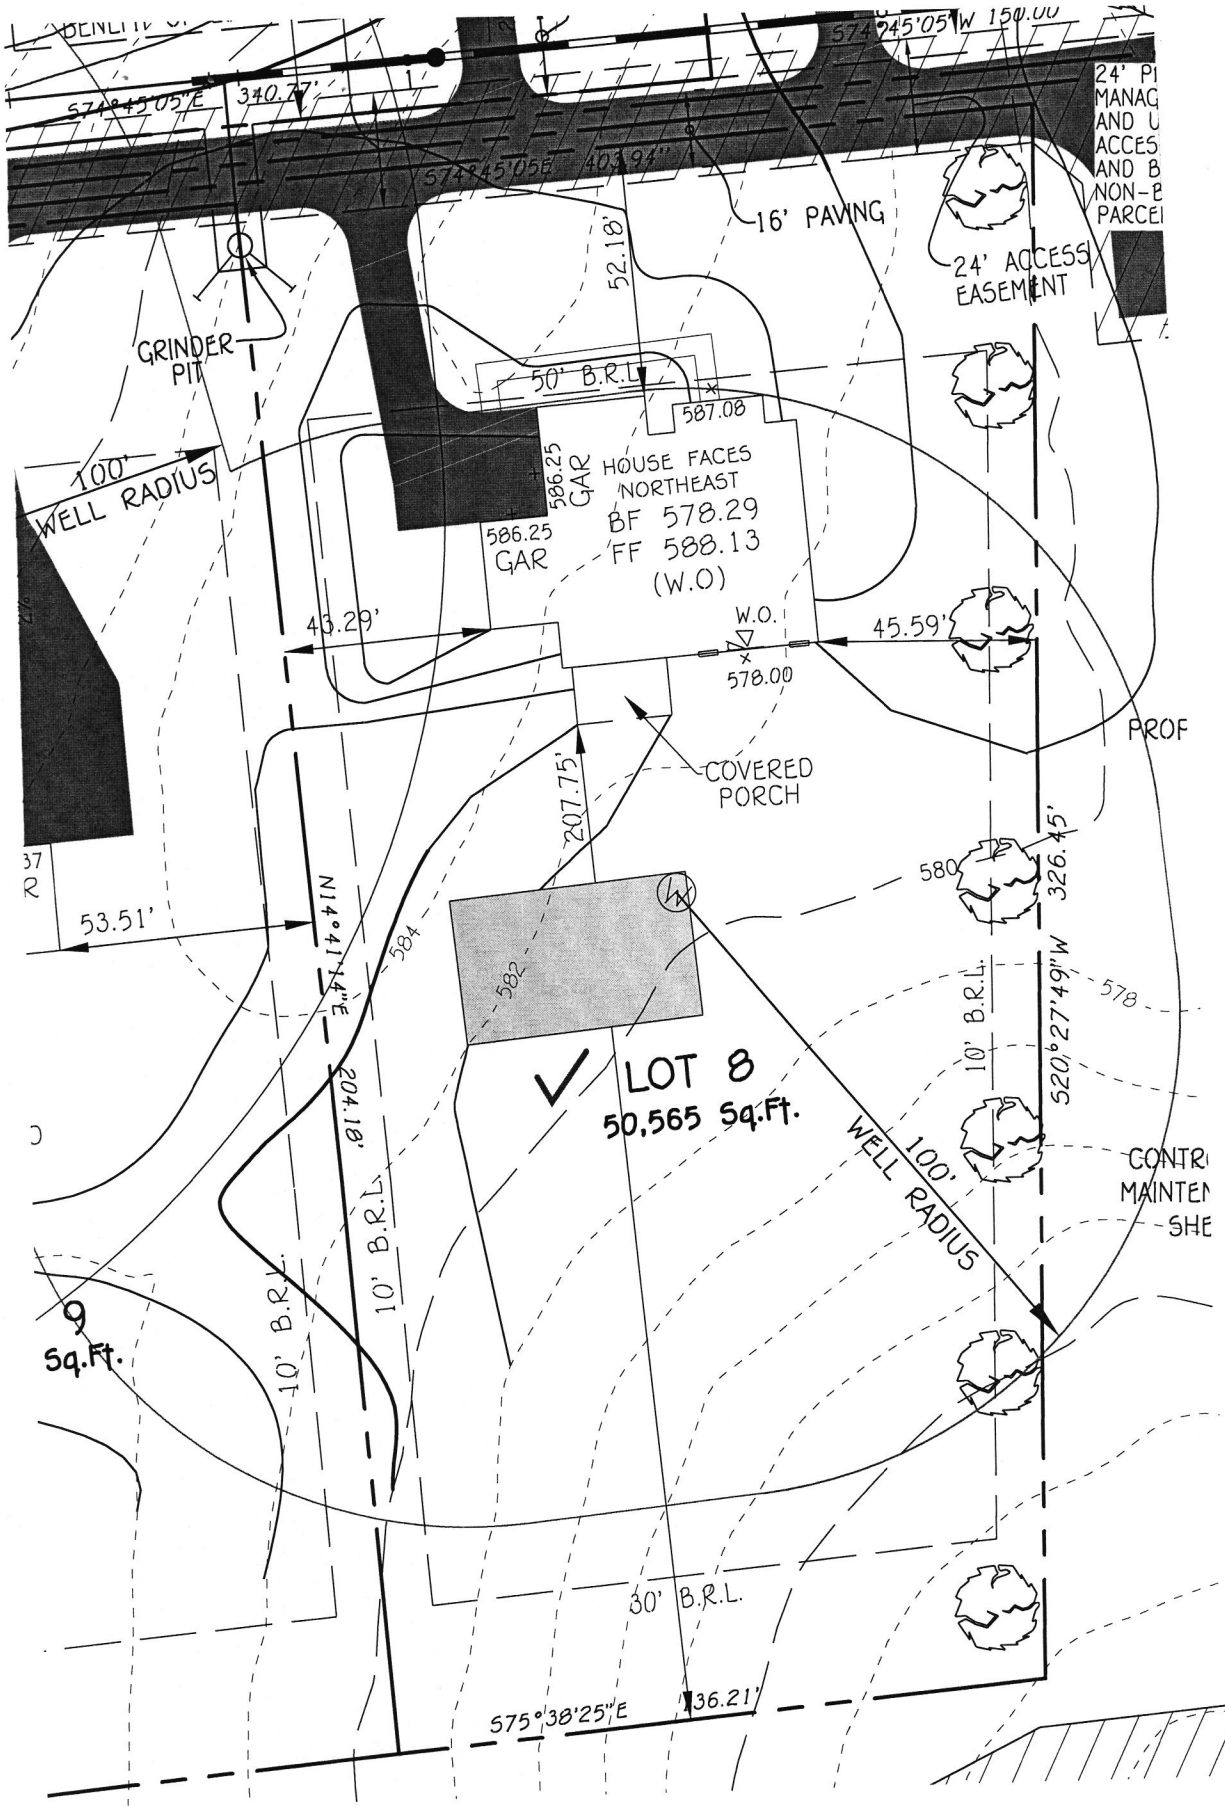 S74°45'05"W 150.00
S74°45'05"E 340.77'
24' P
MANAG
AND U
ACCES
AND B
NON-B
PARCEL
S74°45'05E 403.94"
16' PAVING
52.18'
24' ACCESS
EASEMENT
GRINDER
PIT
50' B.R.L.
587.08
100'
WELL RADIUS
586.25
GAR
HOUSE FACES
NORTHEAST
BF 578.29
FF 588.13
(W.O)
586.25
GAR
43.29'
W.O.
45.59'
578.00
PROF
COVERED
PORCH
207.75'
37
R
580
326.45'
53.51'
N14°41'14"E
204.18'
584
582
578
10' B.R.L.
S20°27'49"W
LOT 8
50,565 Sq.Ft.
100'
WELL RADIUS
CONTR
MAINTEN
SHE
10' B.R.L.
10' B.R.L.
9
Sq.Ft.
30' B.R.L.
S75°38'25"E
136.21'